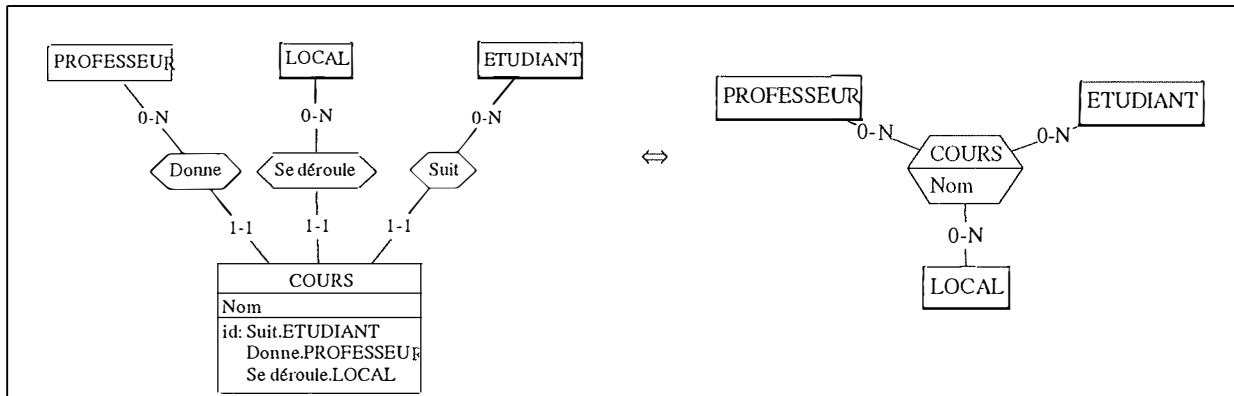 PROFESSEUR
LOCAL
ETUDIANT
0-N
0-N
0-N
Donne
Se déroule
Suit
1-1
1-1
1-1
COURS
Nom
id: Suit.ETUDIANT
Donne.PROFESSEUR
Se déroule.LOCAL
⇔
PROFESSEUR
ETUDIANT
0-N
0-N
COURS
Nom
0-N
LOCAL